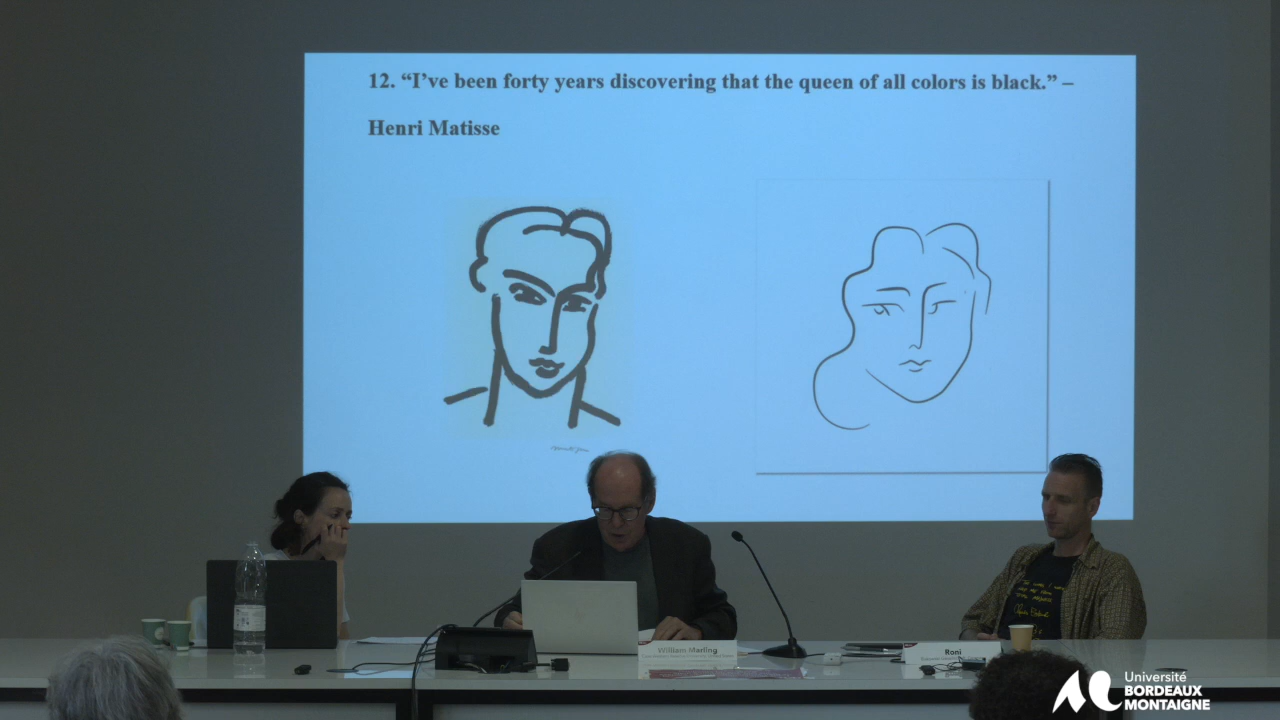 12. “I’ve been forty years discovering that the queen of all colors is black.” –
Henri Matisse
William Marling
Roni
Université
BORDEAUX
MONTAIGNE